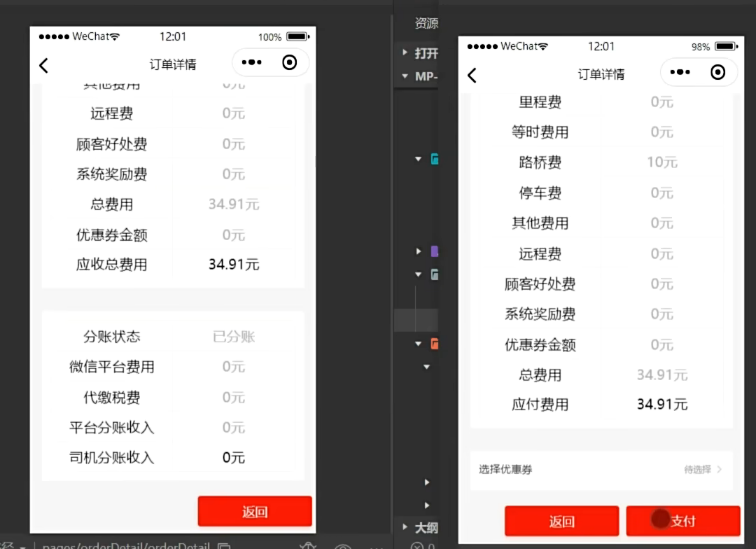 WeChat 12:01 100%
订单详情
其他费用 0元
远程费 0元
顾客好处费 0元
系统奖励费 0元
总费用 34.91元
优惠券金额 0元
应收总费用 34.91元
分账状态 已分账
微信平台费用 0元
代缴税费 0元
平台分账收入 0元
司机分账收入 0元
返回
pages/orderDetail/orderDetail
资源
打开
MP-
大纲
0
WeChat 12:01 98%
订单详情
里程费 0元
等时费用 0元
路桥费 10元
停车费 0元
其他费用 0元
远程费 0元
顾客好处费 0元
系统奖励费 0元
优惠券金额 0元
总费用 34.91元
应付费用 34.91元
选择优惠券 待选择
返回
支付